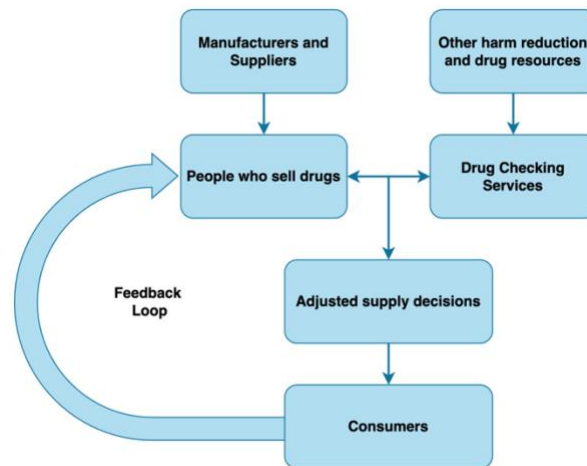 Manufacturers and
Suppliers
Other harm reduction
and drug resources
People who sell drugs
Drug Checking
Services
Feedback
Loop
Adjusted supply decisions
Consumers